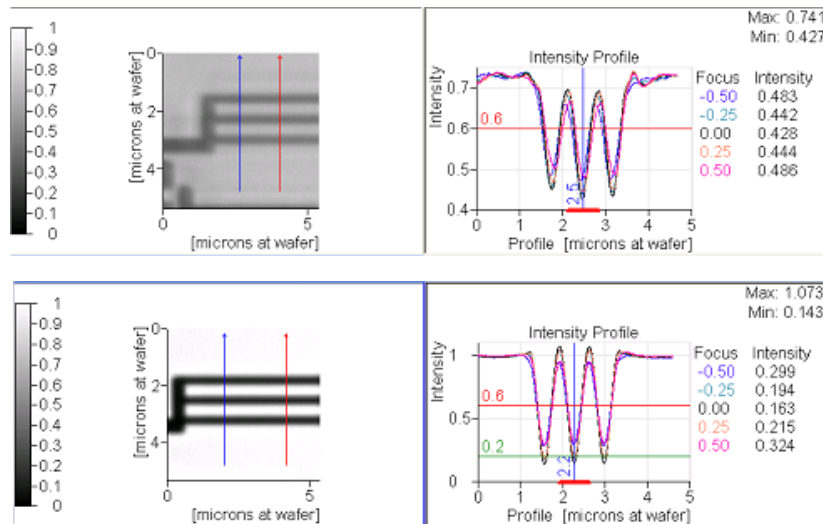 Max: 0.741
Min: 0.427
1
0.9
0.8
0.7
0.6
0.5
0.4
0.3
0.2
0.1
0
[microns at wafer]
0
2
4
0 5
[microns at wafer]
Intensity Profile
Intensity
0.7
0.6
0.5
0.4
0.6
2.5
0 1 2 3 4 5
Profile [microns at wafer]
Focus Intensity
-0.50 0.483
-0.25 0.442
0.00 0.428
0.25 0.444
0.50 0.486
Max: 1.073
Min: 0.143
1
0.9
0.8
0.7
0.6
0.5
0.4
0.3
0.2
0.1
0
[microns at wafer]
0
2
4
0 5
[microns at wafer]
Intensity Profile
Intensity
1
0.5
0
0.6
0.2
2.2
0 1 2 3 4 5
Profile [microns at wafer]
Focus Intensity
-0.50 0.299
-0.25 0.194
0.00 0.163
0.25 0.215
0.50 0.324